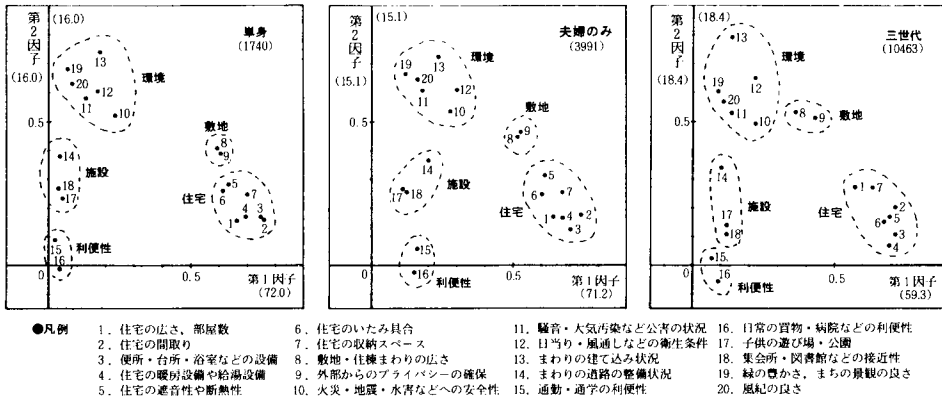 (16.0)
第2因子
(16.0)
単身
(1740)
13
19
環境
20
12
11
10
0.5
敷地
8
9
14
施設
18
17
住宅
5
6
7
4
3
1
2
15
利便性
16
0
0.5
第1因子
(72.0)
(15.1)
第2因子
(15.1)
夫婦のみ
(3991)
13
環境
19
20
12
11
10
0.5
敷地
9
8
14
施設
17
18
5
住宅
6
7
1
4
2
3
15
16
利便性
0
0.5
第1因子
(71.2)
(18.4)
第2因子
(18.4)
三世代
(10463)
13
環境
19
12
20
11
10
8
9
敷地
0.5
14
施設
17
18
1
7
住宅
2
5
6
3
4
15
16
利便性
0
0.5
第1因子
(59.3)
●凡例
1. 住宅の広さ,部屋数
2. 住宅の間取り
3. 便所・台所・浴室などの設備
4. 住宅の暖房設備や給湯設備
5. 住宅の遮音性や断熱性
6. 住宅のいたみ具合
7. 住宅の収納スペース
8. 敷地・住棟まわりの広さ
9. 外部からのプライバシーの確保
10. 火災・地震・水害などへの安全性
11. 騒音・大気汚染など公害の状況
12. 日当り・風通しなどの衛生条件
13. まわりの建て込み状況
14. まわりの道路の整備状況
15. 通勤・通学の利便性
16. 日常の買物・病院などの利便性
17. 子供の遊び場・公園
18. 集会所・図書館などの接近性
19. 緑の豊かさ,まちの景観の良さ
20. 風紀の良さ